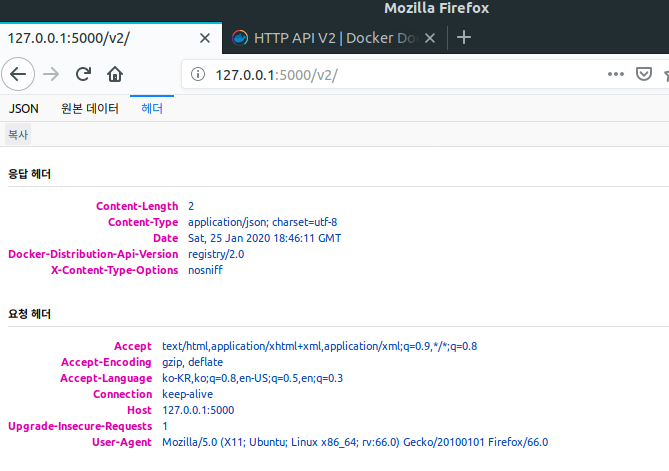 Mozilla Firefox
127.0.0.1:5000/v2/
HTTP API V2 | Docker Do
127.0.0.1:5000/v2/
JSON 원본 데이터 헤더
복사
응답 헤더
Content-Length 2
Content-Type application/json; charset=utf-8
Date Sat, 25 Jan 2020 18:46:11 GMT
Docker-Distribution-Api-Version registry/2.0
X-Content-Type-Options nosniff
요청 헤더
Accept text/html,application/xhtml+xml,application/xml;q=0.9,*/*;q=0.8
Accept-Encoding gzip, deflate
Accept-Language ko-KR,ko;q=0.8,en-US;q=0.5,en;q=0.3
Connection keep-alive
Host 127.0.0.1:5000
Upgrade-Insecure-Requests 1
User-Agent Mozilla/5.0 (X11; Ubuntu; Linux x86_64; rv:66.0) Gecko/20100101 Firefox/66.0